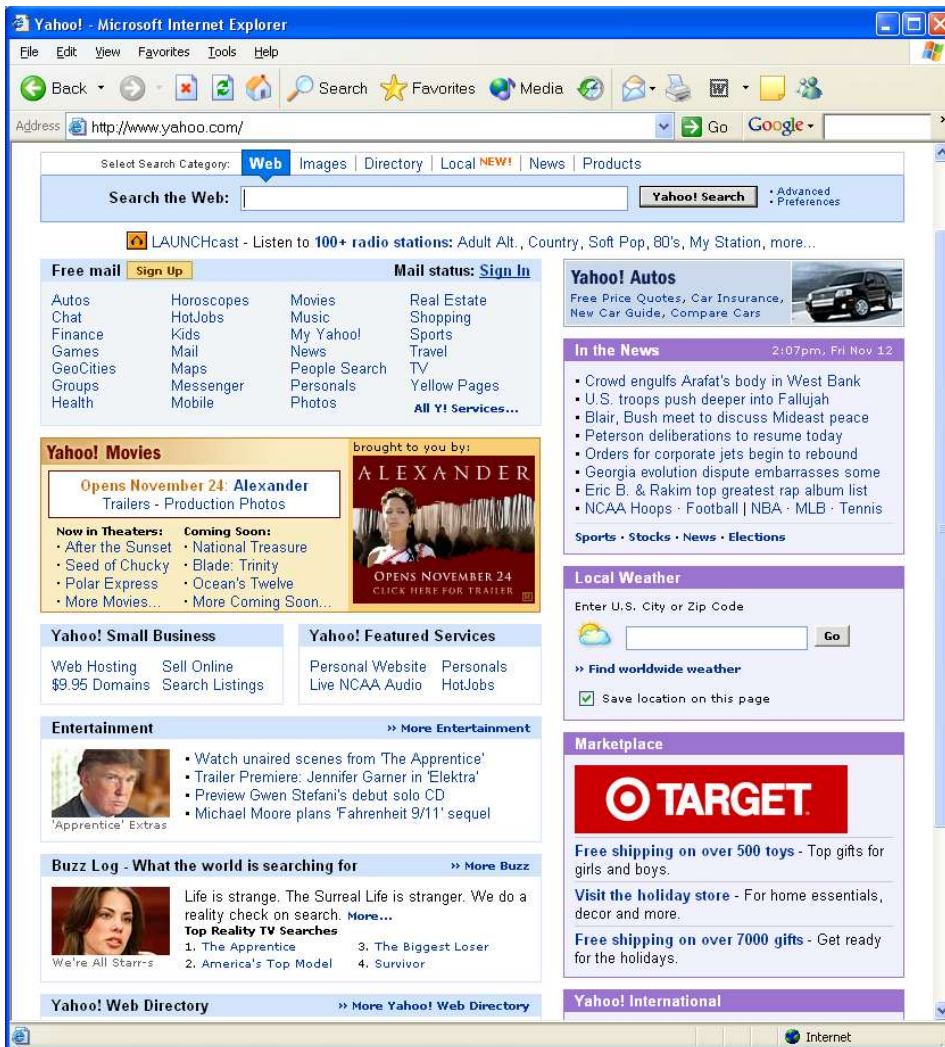 Yahoo! - Microsoft Internet Explorer
File Edit View Favorites Tools Help
Back Search Favorites Media
Address http://www.yahoo.com/ Go Google
Select Search Category: Web Images | Directory | Local NEW! | News | Products
Search the Web: Yahoo! Search · Advanced
· Preferences
LAUNCHcast - Listen to 100+ radio stations: Adult Alt., Country, Soft Pop, 80's, My Station, more...
Free mail Sign Up Mail status: Sign In
Autos Horoscopes Movies Real Estate
Chat HotJobs Music Shopping
Finance Kids My Yahoo! Sports
Games Mail News Travel
GeoCities Maps People Search TV
Groups Messenger Personals Yellow Pages
Health Mobile Photos All Y! Services...
Yahoo! Movies
Opens November 24: Alexander
Trailers - Production Photos
Now in Theaters: Coming Soon:
· After the Sunset · National Treasure
· Seed of Chucky · Blade: Trinity
· Polar Express · Ocean's Twelve
· More Movies... · More Coming Soon...
brought to you by:
ALEXANDER
OPENS NOVEMBER 24
CLICK HERE FOR TRAILER
Yahoo! Small Business
Web Hosting Sell Online
$9.95 Domains Search Listings
Yahoo! Featured Services
Personal Website Personals
Live NCAA Audio HotJobs
Entertainment » More Entertainment
'Apprentice' Extras
· Watch unaired scenes from 'The Apprentice'
· Trailer Premiere: Jennifer Garner in 'Elektra'
· Preview Gwen Stefani's debut solo CD
· Michael Moore plans 'Fahrenheit 9/11' sequel
Buzz Log - What the world is searching for » More Buzz
We're All Starr-s
Life is strange. The Surreal Life is stranger. We do a
reality check on search. More...
Top Reality TV Searches
1. The Apprentice 3. The Biggest Loser
2. America's Top Model 4. Survivor
Yahoo! Web Directory » More Yahoo! Web Directory
Yahoo! Autos
Free Price Quotes, Car Insurance,
New Car Guide, Compare Cars
In the News 2:07pm, Fri Nov 12
· Crowd engulfs Arafat's body in West Bank
· U.S. troops push deeper into Fallujah
· Blair, Bush meet to discuss Mideast peace
· Peterson deliberations to resume today
· Orders for corporate jets begin to rebound
· Georgia evolution dispute embarrasses some
· Eric B. & Rakim top greatest rap album list
· NCAA Hoops · Football | NBA · MLB · Tennis
Sports · Stocks · News · Elections
Local Weather
Enter U.S. City or Zip Code
Go
» Find worldwide weather
Save location on this page
Marketplace
TARGET
Free shipping on over 500 toys - Top gifts for
girls and boys.
Visit the holiday store - For home essentials,
decor and more.
Free shipping on over 7000 gifts - Get ready
for the holidays.
Yahoo! International
Internet